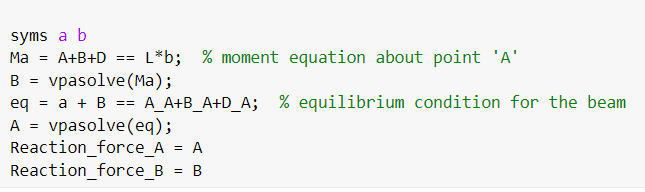 syms a b
Ma = A+B+D == L*b;  % moment equation about point 'A'
B = vpasolve(Ma);
eq = a + B == A_A+B_A+D_A;  % equilibrium condition for the beam
A = vpasolve(eq);
Reaction_force_A = A
Reaction_force_B = B